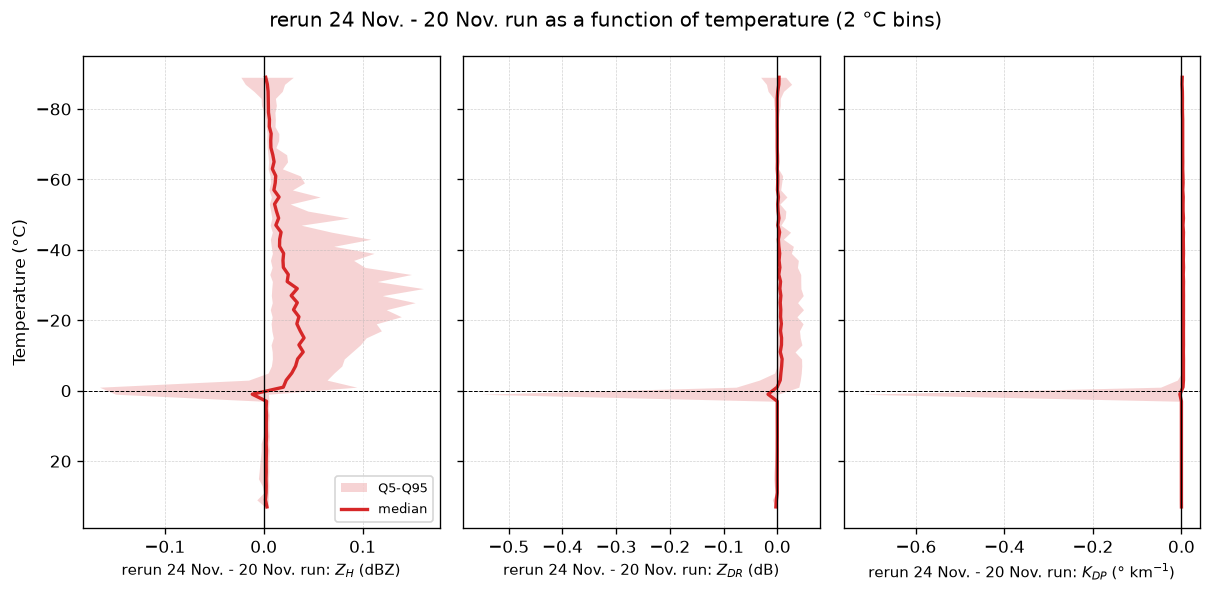 rerun 24 Nov. - 20 Nov. run as a function of temperature (2 °C bins)
Temperature (°C)
−80
−60
−40
−20
0
20
Q5-Q95
median
−0.1 0.0 0.1
rerun 24 Nov. - 20 Nov. run: Z_H (dBZ)
−0.5 −0.4 −0.3 −0.2 −0.1 0.0
rerun 24 Nov. - 20 Nov. run: Z_DR (dB)
−0.6 −0.4 −0.2 0.0
rerun 24 Nov. - 20 Nov. run: K_DP (° km⁻¹)